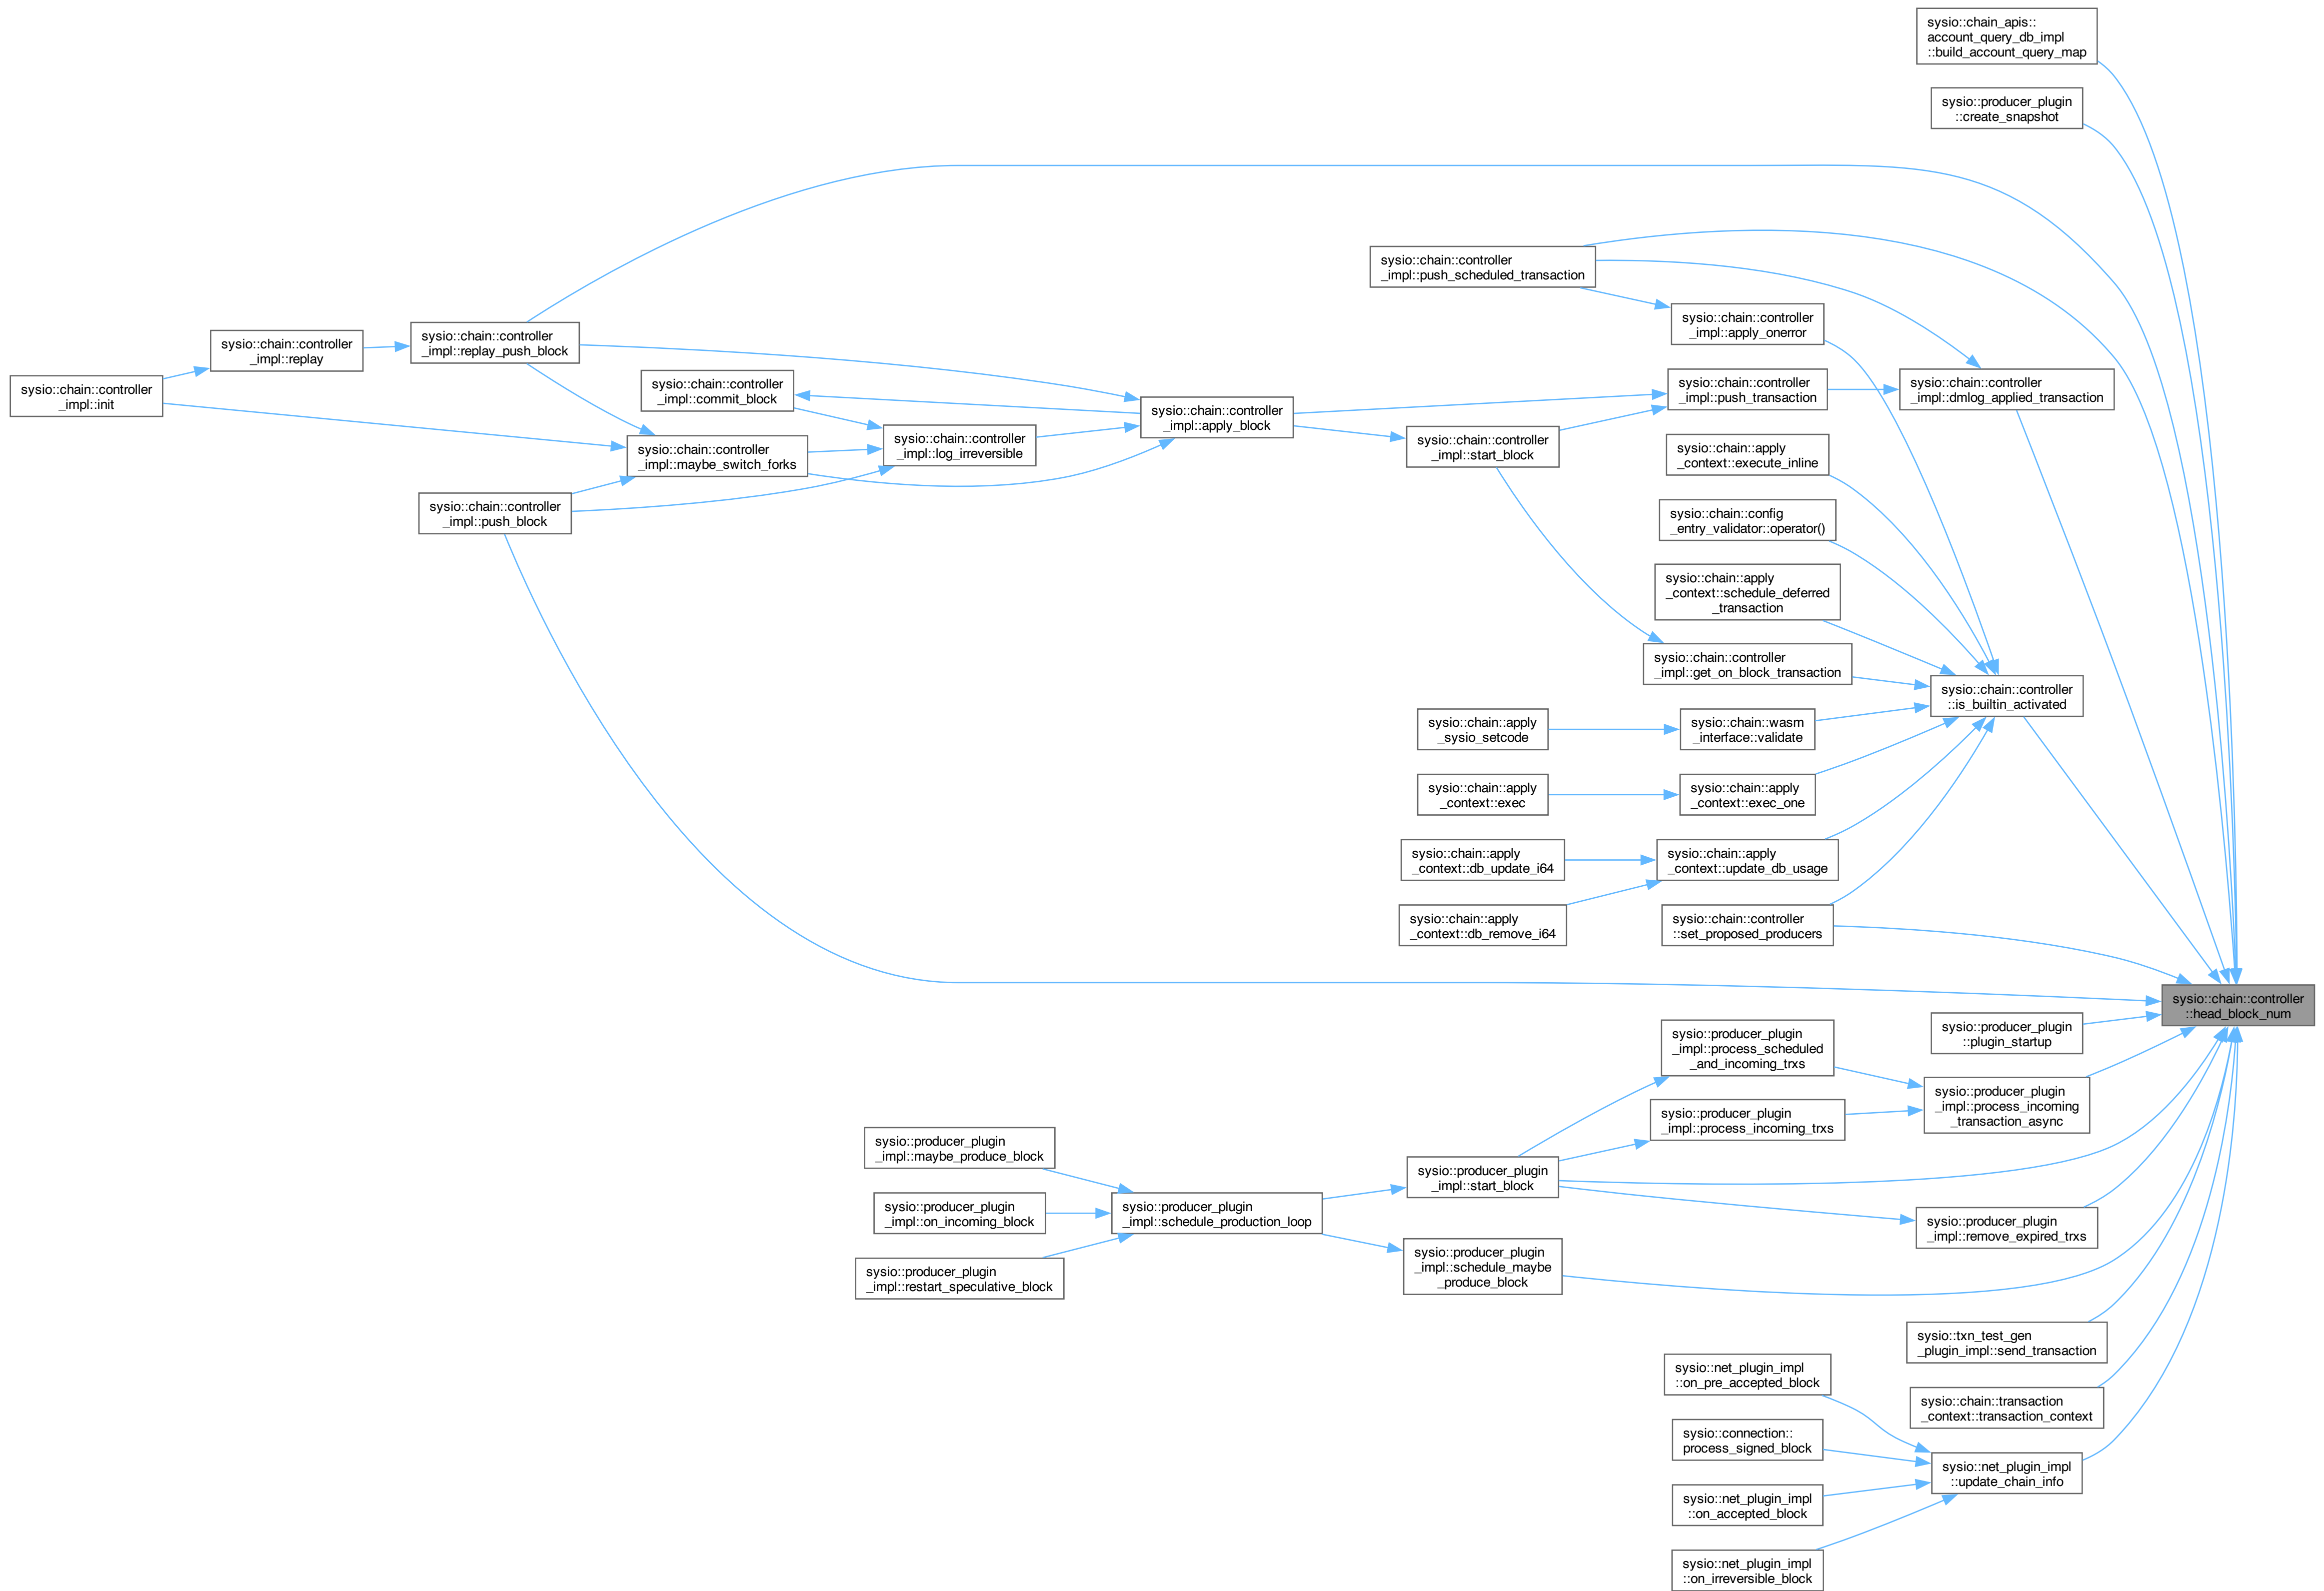 sysio::chain_apis::
account_query_db_impl
::build_account_query_map
sysio::producer_plugin
::create_snapshot
sysio::chain::controller
_impl::push_scheduled_transaction
sysio::chain::controller
_impl::apply_onerror
sysio::chain::controller
_impl::replay_push_block
sysio::chain::controller
_impl::replay
sysio::chain::controller
_impl::init
sysio::chain::controller
_impl::commit_block
sysio::chain::controller
_impl::push_transaction
sysio::chain::controller
_impl::dmlog_applied_transaction
sysio::chain::controller
_impl::apply_block
sysio::chain::controller
_impl::log_irreversible
sysio::chain::controller
_impl::maybe_switch_forks
sysio::chain::controller
_impl::start_block
sysio::chain::apply
_context::execute_inline
sysio::chain::controller
_impl::push_block
sysio::chain::config
_entry_validator::operator()
sysio::chain::apply
_context::schedule_deferred
_transaction
sysio::chain::controller
_impl::get_on_block_transaction
sysio::chain::controller
::is_builtin_activated
sysio::chain::apply
_sysio_setcode
sysio::chain::wasm
_interface::validate
sysio::chain::apply
_context::exec
sysio::chain::apply
_context::exec_one
sysio::chain::apply
_context::db_update_i64
sysio::chain::apply
_context::update_db_usage
sysio::chain::apply
_context::db_remove_i64
sysio::chain::controller
::set_proposed_producers
sysio::chain::controller
::head_block_num
sysio::producer_plugin
::plugin_startup
sysio::producer_plugin
_impl::process_scheduled
_and_incoming_trxs
sysio::producer_plugin
_impl::process_incoming
_transaction_async
sysio::producer_plugin
_impl::process_incoming_trxs
sysio::producer_plugin
_impl::maybe_produce_block
sysio::producer_plugin
_impl::start_block
sysio::producer_plugin
_impl::on_incoming_block
sysio::producer_plugin
_impl::schedule_production_loop
sysio::producer_plugin
_impl::remove_expired_trxs
sysio::producer_plugin
_impl::restart_speculative_block
sysio::producer_plugin
_impl::schedule_maybe
_produce_block
sysio::txn_test_gen
_plugin_impl::send_transaction
sysio::net_plugin_impl
::on_pre_accepted_block
sysio::chain::transaction
_context::transaction_context
sysio::connection::
process_signed_block
sysio::net_plugin_impl
::update_chain_info
sysio::net_plugin_impl
::on_accepted_block
sysio::net_plugin_impl
::on_irreversible_block